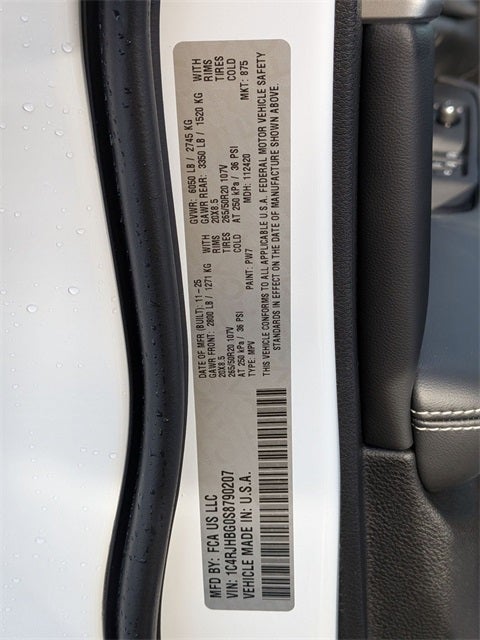 MFD BY: FCA US LLC
VIN: 1C4RJHBG0S8790207
VEHICLE MADE IN: U.S.A.
DATE OF MFR (BUILT): 11-25
GAWR FRONT: 2800 LB / 1271 KG WITH
20X8.5 RIMS
265/50R20 107V TIRES
AT 250 kPa / 36 PSI COLD
TYPE: MPV PAINT: PW7
GVWR: 6050 LB / 2745 KG
GAWR REAR: 3350 LB / 1520 KG WITH
20X8.5 RIMS
265/50R20 107V TIRES
AT 250 kPa / 36 PSI COLD
MDH: 112420 MKT: 875
THIS VEHICLE CONFORMS TO ALL APPLICABLE U.S.A. FEDERAL MOTOR VEHICLE SAFETY
STANDARDS IN EFFECT ON THE DATE OF MANUFACTURE SHOWN ABOVE.